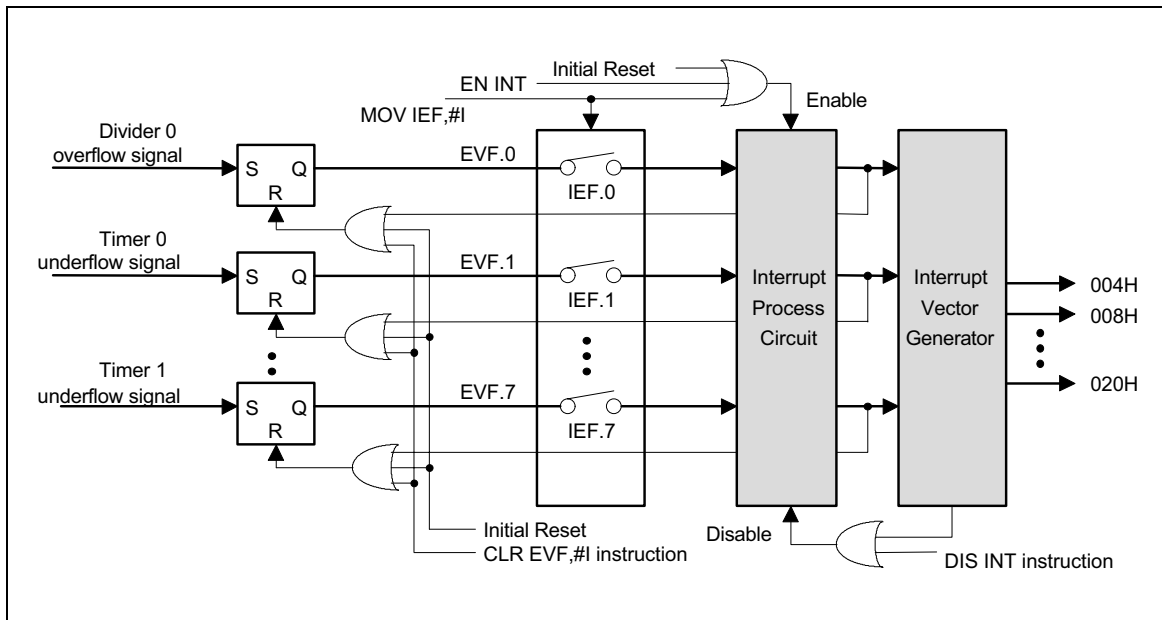 Initial Reset
EN INT
MOV IEF,#I
Enable
Divider 0
overflow signal
S Q
R
EVF.0
IEF.0
Timer 0
underflow signal
S Q
R
EVF.1
IEF.1
Interrupt
Process
Circuit
Interrupt
Vector
Generator
004H
008H
020H
Timer 1
underflow signal
S Q
R
EVF.7
IEF.7
Initial Reset
CLR EVF,#I instruction
Disable
DIS INT instruction